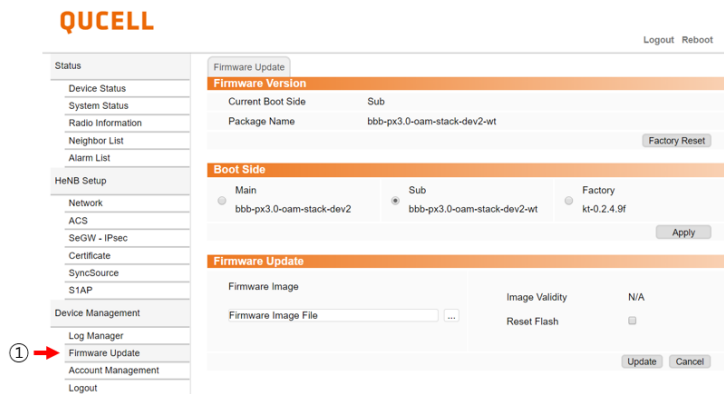 QUCELL
Logout Reboot
Status
Device Status
System Status
Radio Information
Neighbor List
Alarm List
HeNB Setup
Network
ACS
SeGW - IPsec
Certificate
SyncSource
S1AP
Device Management
Log Manager
① Firmware Update
Account Management
Logout
Firmware Update
Firmware Version
Current Boot Side Sub
Package Name bbb-px3.0-oam-stack-dev2-wt
Factory Reset
Boot Side
Main Sub Factory
bbb-px3.0-oam-stack-dev2 bbb-px3.0-oam-stack-dev2-wt kt-0.2.4.9f
Apply
Firmware Update
Firmware Image
Firmware Image File ...
Image Validity N/A
Reset Flash
Update Cancel